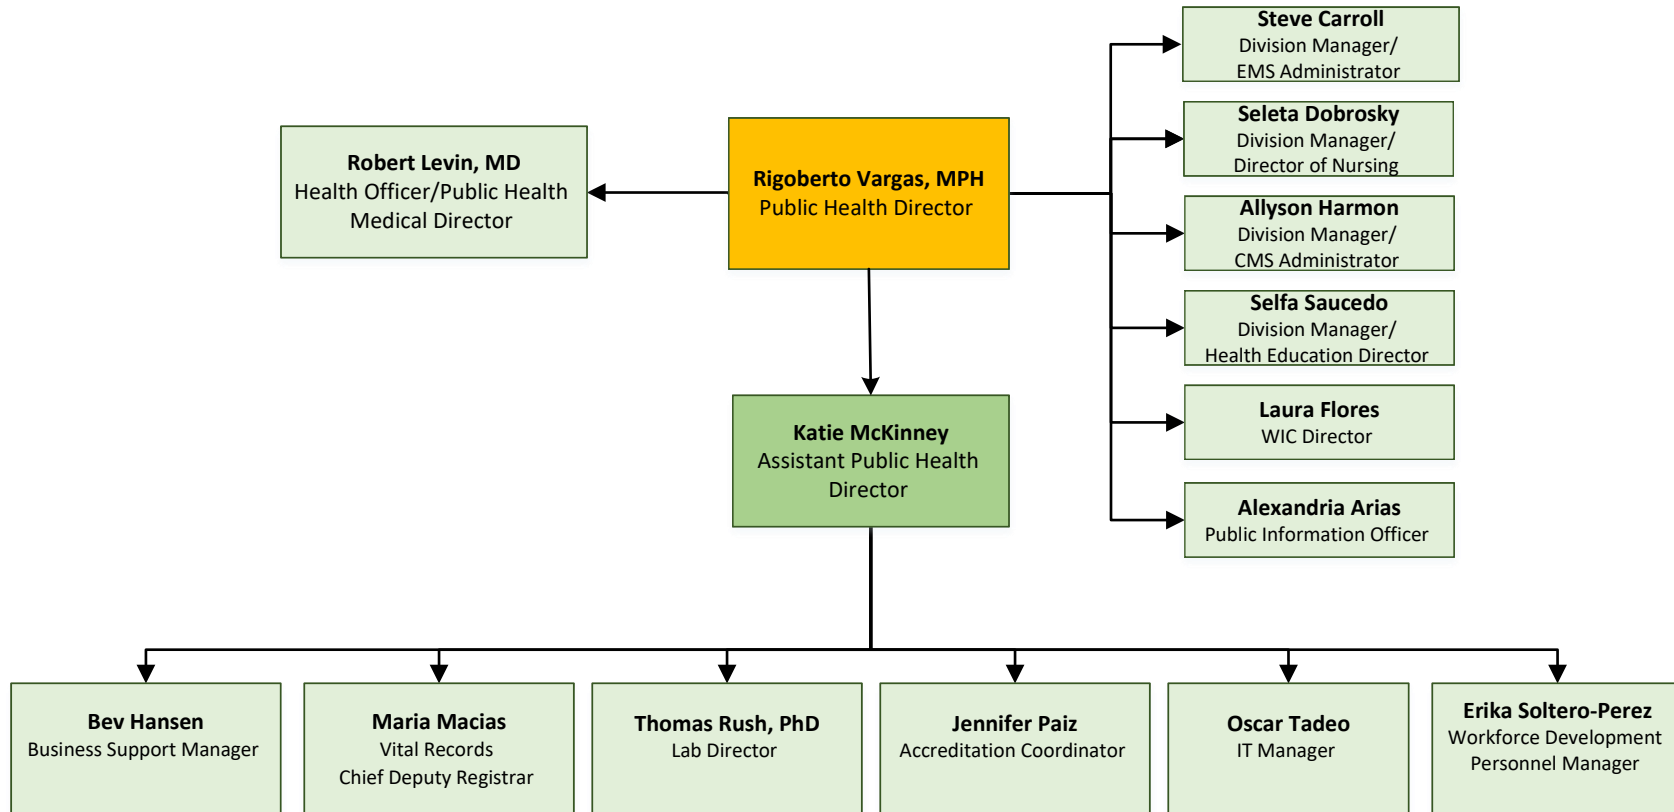 Steve Carroll
Division Manager/
EMS Administrator
Seleta Dobrosky
Division Manager/
Director of Nursing
Robert Levin, MD
Health Officer/Public Health
Medical Director
Rigoberto Vargas, MPH
Public Health Director
Allyson Harmon
Division Manager/
CMS Administrator
Selfa Saucedo
Division Manager/
Health Education Director
Laura Flores
WIC Director
Katie McKinney
Assistant Public Health
Director
Alexandria Arias
Public Information Officer
Bev Hansen
Business Support Manager
Maria Macias
Vital Records
Chief Deputy Registrar
Thomas Rush, PhD
Lab Director
Jennifer Paiz
Accreditation Coordinator
Oscar Tadeo
IT Manager
Erika Soltero-Perez
Workforce Development
Personnel Manager